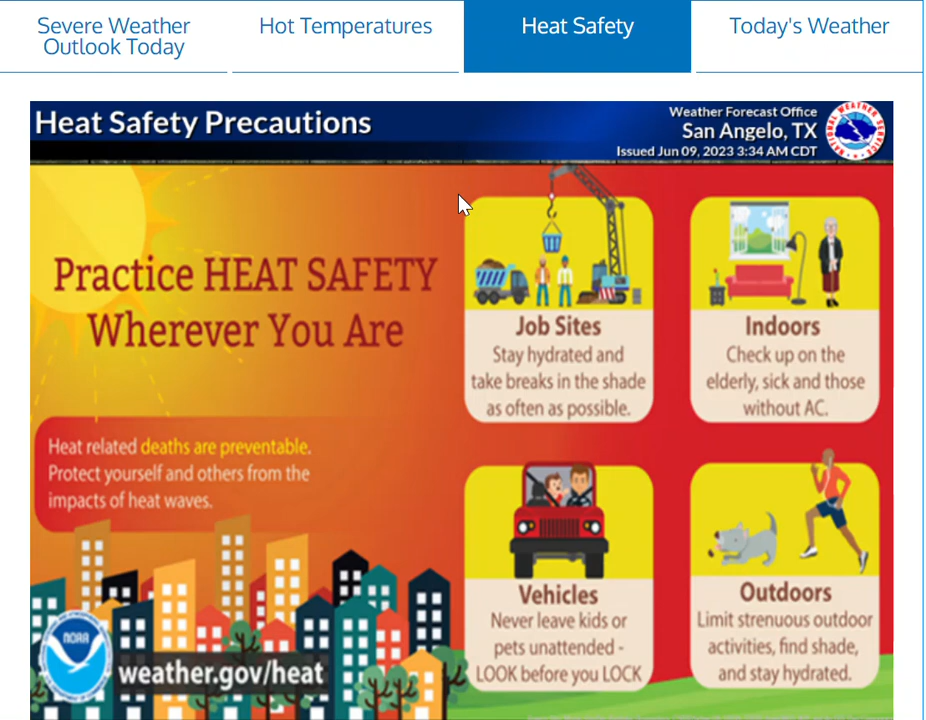 Severe Weather
Outlook Today
Hot Temperatures
Heat Safety
Today's Weather
Heat Safety Precautions
Weather Forecast Office
San Angelo, TX
Issued Jun 09, 2023 3:34 AM CDT
NATIONAL WEATHER SERVICE
Practice HEAT SAFETY
Wherever You Are
Heat related deaths are preventable.
Protect yourself and others from the
impacts of heat waves.
Job Sites
Stay hydrated and
take breaks in the shade
as often as possible.
Indoors
Check up on the
elderly, sick and those
without AC.
Vehicles
Never leave kids or
pets unattended -
LOOK before you LOCK
Outdoors
Limit strenuous outdoor
activities, find shade,
and stay hydrated.
NOAA
weather.gov/heat